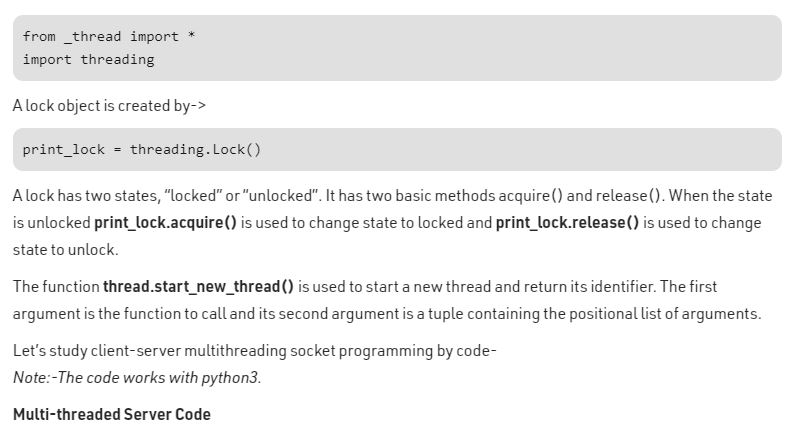 from _thread import *
import threading
A lock object is created by->
print_lock = threading.Lock()
A lock has two states, “locked” or “unlocked”. It has two basic methods acquire() and release(). When the state
is unlocked print_lock.acquire() is used to change state to locked and print_lock.release() is used to change
state to unlock.
The function thread.start_new_thread() is used to start a new thread and return its identifier. The first
argument is the function to call and its second argument is a tuple containing the positional list of arguments.
Let’s study client-server multithreading socket programming by code-
Note:-The code works with python3.
Multi-threaded Server Code